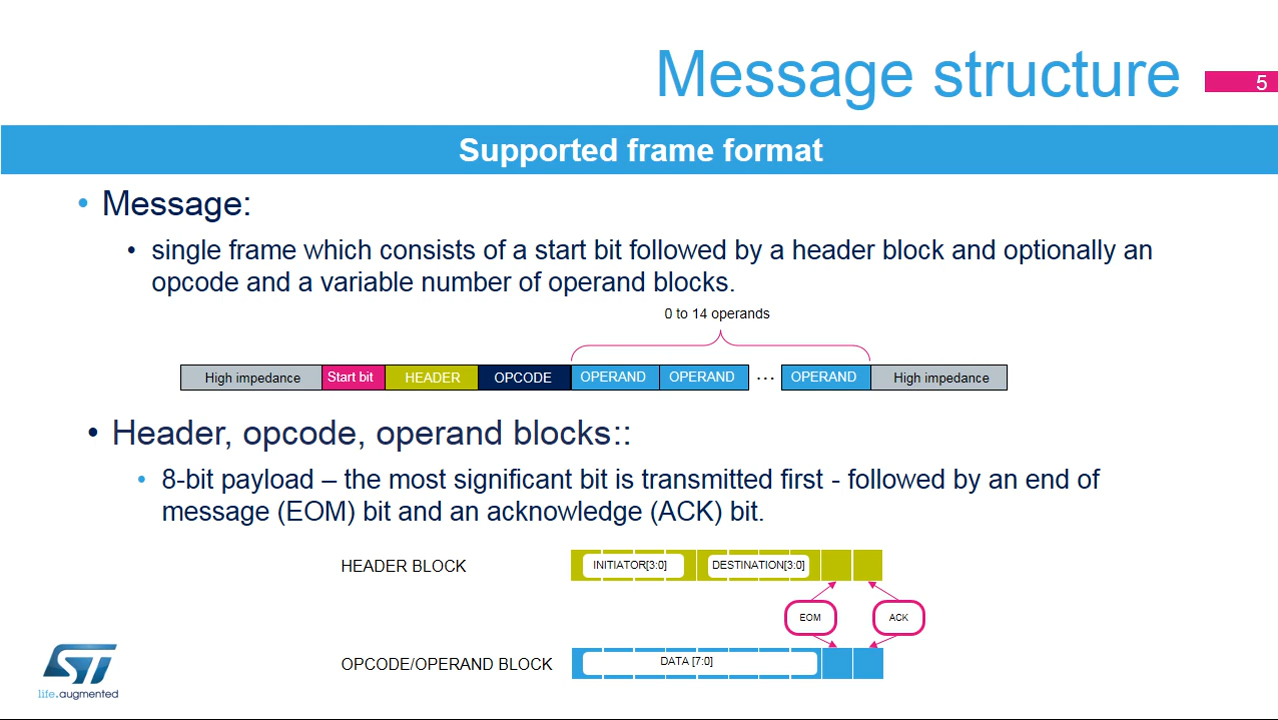 Message structure
5
Supported frame format
• Message:
• single frame which consists of a start bit followed by a header block and optionally an
opcode and a variable number of operand blocks.
0 to 14 operands
High impedance Start bit HEADER OPCODE OPERAND OPERAND ... OPERAND High impedance
• Header, opcode, operand blocks::
• 8-bit payload – the most significant bit is transmitted first - followed by an end of
message (EOM) bit and an acknowledge (ACK) bit.
HEADER BLOCK INITIATOR[3:0] DESTINATION[3:0]
EOM ACK
OPCODE/OPERAND BLOCK DATA [7:0]
ST
life.augmented